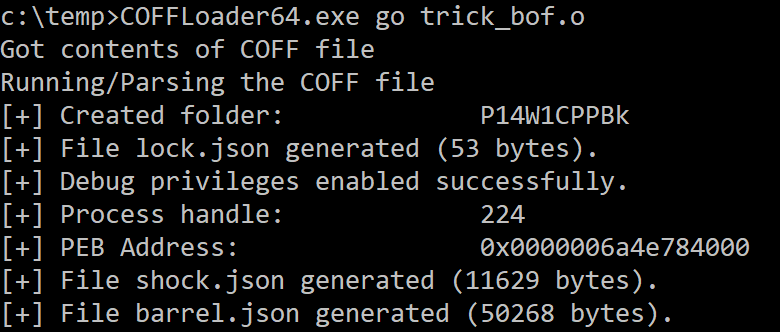 c:\temp>COFFLoader64.exe go trick_bof.o
Got contents of COFF file
Running/Parsing the COFF file
[+] Created folder: P14W1CPPBk
[+] File lock.json generated (53 bytes).
[+] Debug privileges enabled successfully.
[+] Process handle: 224
[+] PEB Address: 0x0000006a4e784000
[+] File shock.json generated (11629 bytes).
[+] File barrel.json generated (50268 bytes).